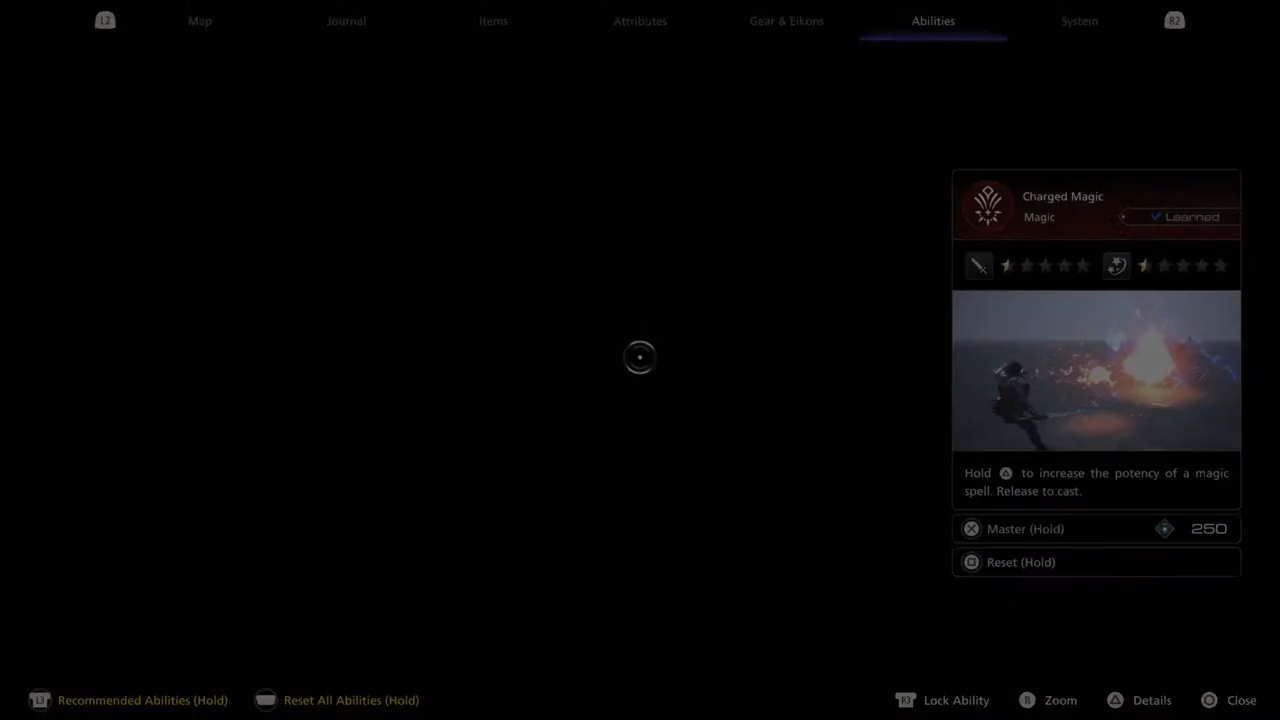 L2 Map Journal Items Attributes Gear & Eikons Abilities System R2
Charged Magic
Magic
Learned
Hold to increase the potency of a magic
spell. Release to cast.
Master (Hold) 250
Reset (Hold)
L3 Recommended Abilities (Hold) Reset All Abilities (Hold) R3 Lock Ability R Zoom Details Close